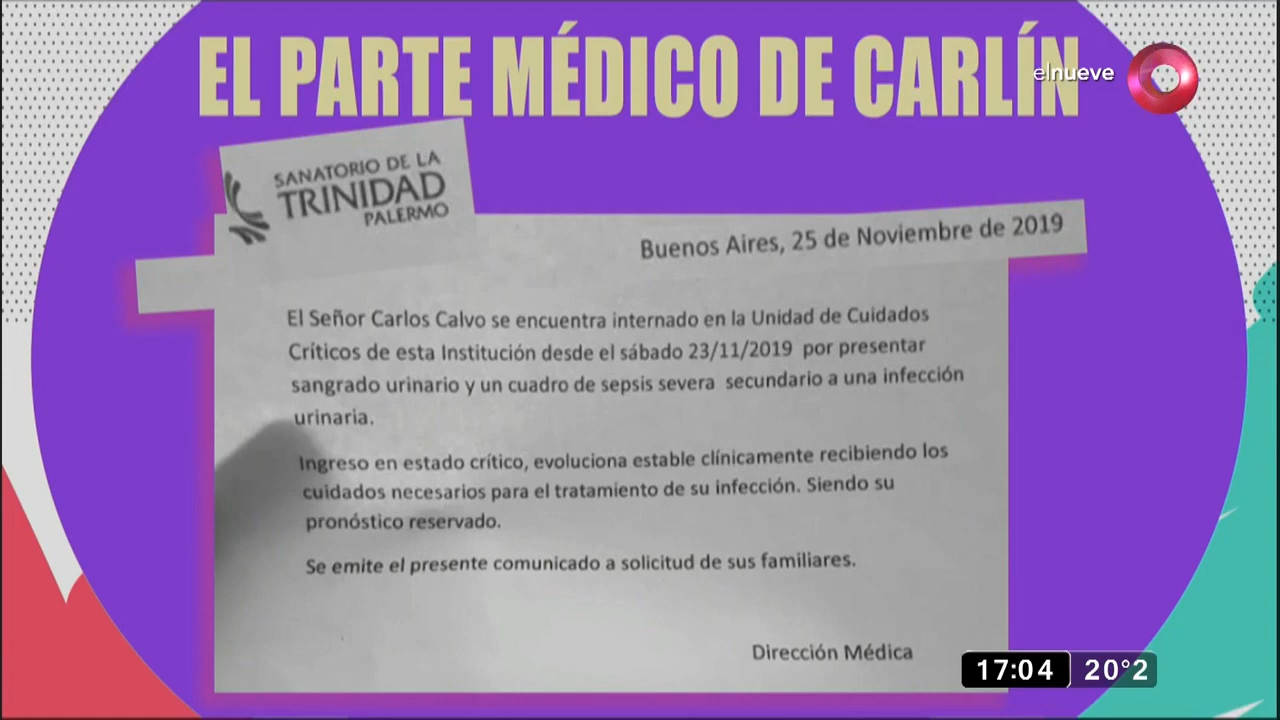 EL PARTE MÉDICO DE CARLÍN
elnueve
SANATORIO DE LA
TRINIDAD
PALERMO
Buenos Aires, 25 de Noviembre de 2019
El Señor Carlos Calvo se encuentra internado en la Unidad de Cuidados
Críticos de esta Institución desde el sábado 23/11/2019 por presentar
sangrado urinario y un cuadro de sepsis severa secundario a una infección
urinaria.
Ingreso en estado crítico, evoluciona estable clínicamente recibiendo los
cuidados necesarios para el tratamiento de su infección. Siendo su
pronóstico reservado.
Se emite el presente comunicado a solicitud de sus familiares.
Dirección Médica
17:04 20°2